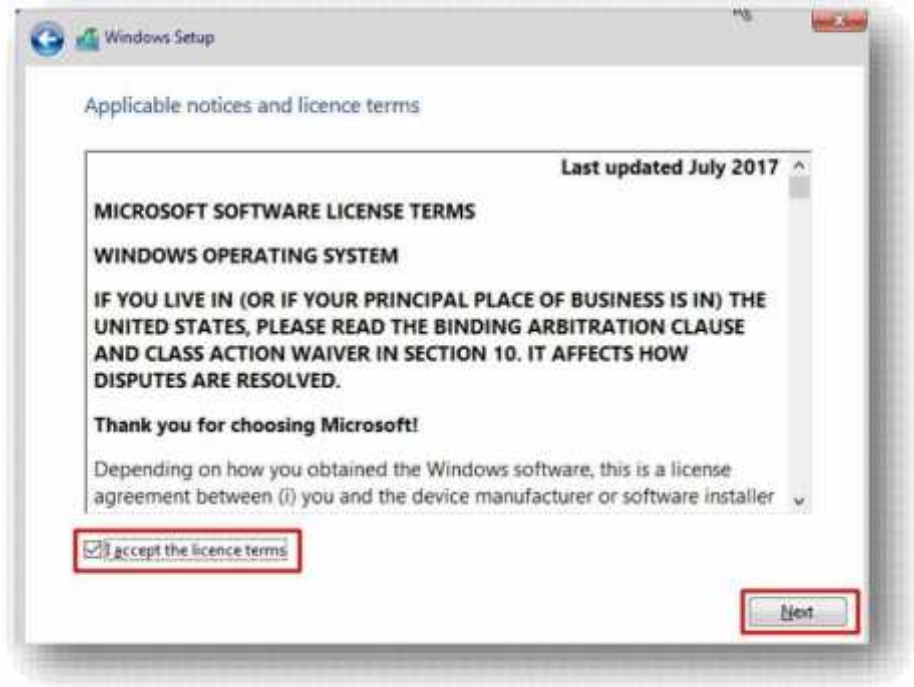 Windows Setup
Applicable notices and licence terms
Last updated July 2017
MICROSOFT SOFTWARE LICENSE TERMS
WINDOWS OPERATING SYSTEM
IF YOU LIVE IN (OR IF YOUR PRINCIPAL PLACE OF BUSINESS IS IN) THE
UNITED STATES, PLEASE READ THE BINDING ARBITRATION CLAUSE
AND CLASS ACTION WAIVER IN SECTION 10. IT AFFECTS HOW
DISPUTES ARE RESOLVED.
Thank you for choosing Microsoft!
Depending on how you obtained the Windows software, this is a license
agreement between (i) you and the device manufacturer or software installer
I accept the licence terms
Next